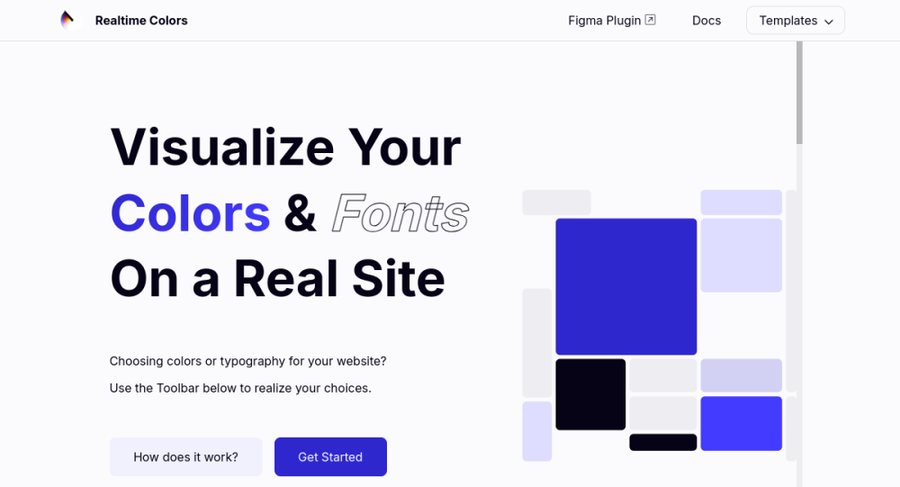 Realtime Colors
Figma Plugin
Docs
Templates
Visualize Your
Colors & Fonts
On a Real Site
Choosing colors or typography for your website?
Use the Toolbar below to realize your choices.
How does it work?
Get Started